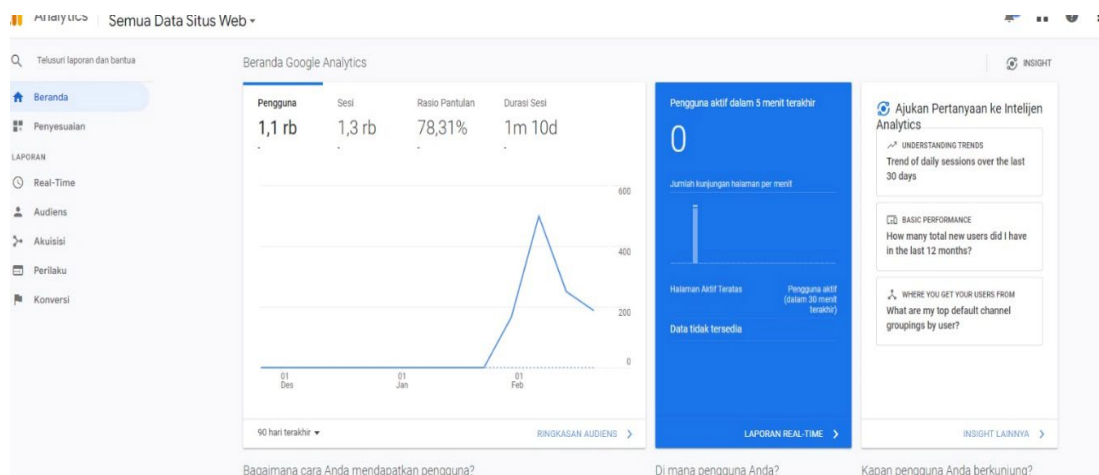 Analytics
Semua Data Situs Web
Telusuri laporan dan bantua
Beranda
Penyesuaian
LAPORAN
Real-Time
Audiens
Akuisisi
Perilaku
Konversi
Beranda Google Analytics
INSIGHT
Pengguna
Sesi
Rasio Pantulan
Durasi Sesi
1,1 rb
1,3 rb
78,31%
1m 10d
-
-
-
-
600
400
200
0
01
Des
01
Jan
01
Feb
90 hari terakhir
RINGKASAN AUDIENS
Pengguna aktif dalam 5 menit terakhir
0
Jumlah kunjungan halaman per menit
Halaman Aktif Teratas
Pengguna aktif
(dalam 30 menit
terakhir)
Data tidak tersedia
LAPORAN REAL-TIME
Ajukan Pertanyaan ke Intelijen
Analytics
UNDERSTANDING TRENDS
Trend of daily sessions over the last
30 days
BASIC PERFORMANCE
How many total new users did I have
in the last 12 months?
WHERE YOU GET YOUR USERS FROM
What are my top default channel
groupings by user?
INSIGHT LAINNYA
Bagaimana cara Anda mendapatkan pengguna?
Di mana pengguna Anda?
Kapan pengguna Anda berkunjung?